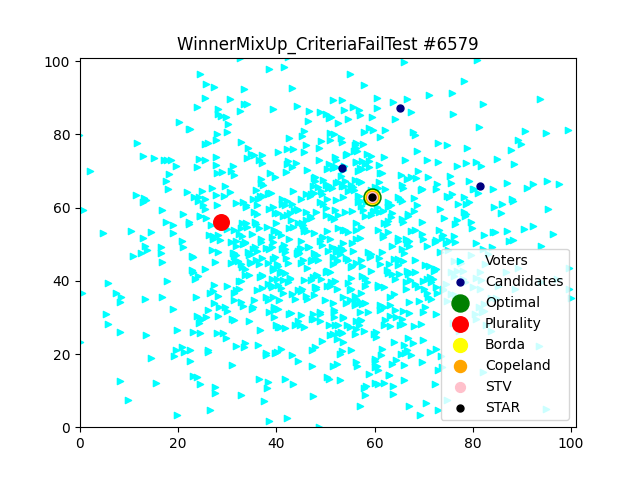 WinnerMixUp_CriteriaFailTest #6579
100
80
60
40
20
0
0 20 40 60 80 100
Voters
Candidates
Optimal
Plurality
Borda
Copeland
STV
STAR